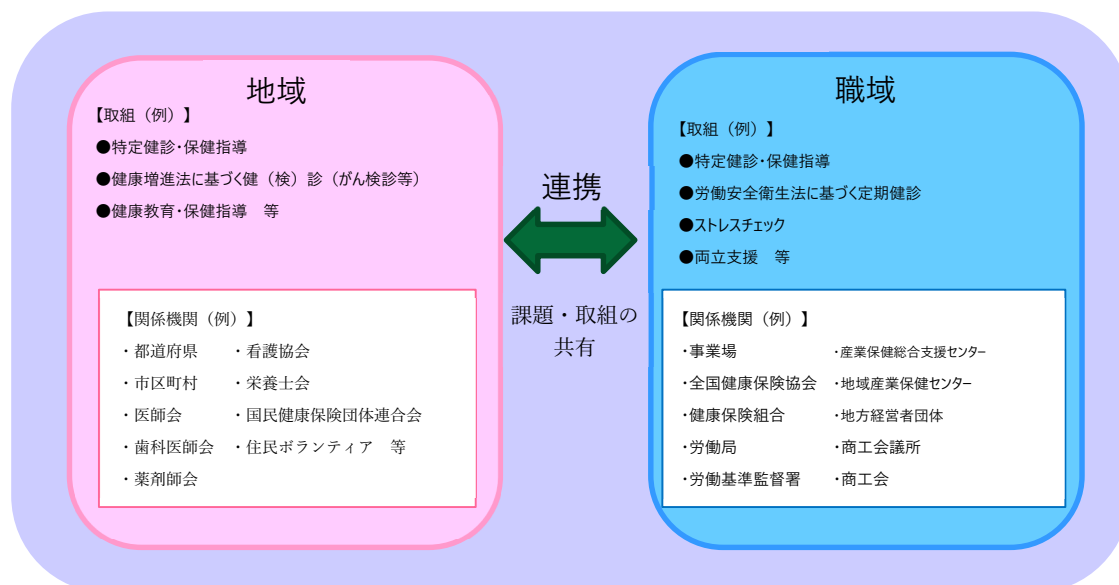 地域
【取組（例）】
●特定健診・保健指導
●健康増進法に基づく健（検）診（がん検診等）
●健康教育・保健指導　等
【関係機関（例）】
・都道府県　・看護協会
・市区町村　・栄養士会
・医師会　・国民健康保険団体連合会
・歯科医師会　・住民ボランティア　等
・薬剤師会
連携
課題・取組の
共有
職域
【取組（例）】
●特定健診・保健指導
●労働安全衛生法に基づく定期健診
●ストレスチェック
●両立支援　等
【関係機関（例）】
・事業場　・産業保健総合支援センター
・全国健康保険協会　・地域産業保健センター
・健康保険組合　・地方経営者団体
・労働局　・商工会議所
・労働基準監督署　・商工会